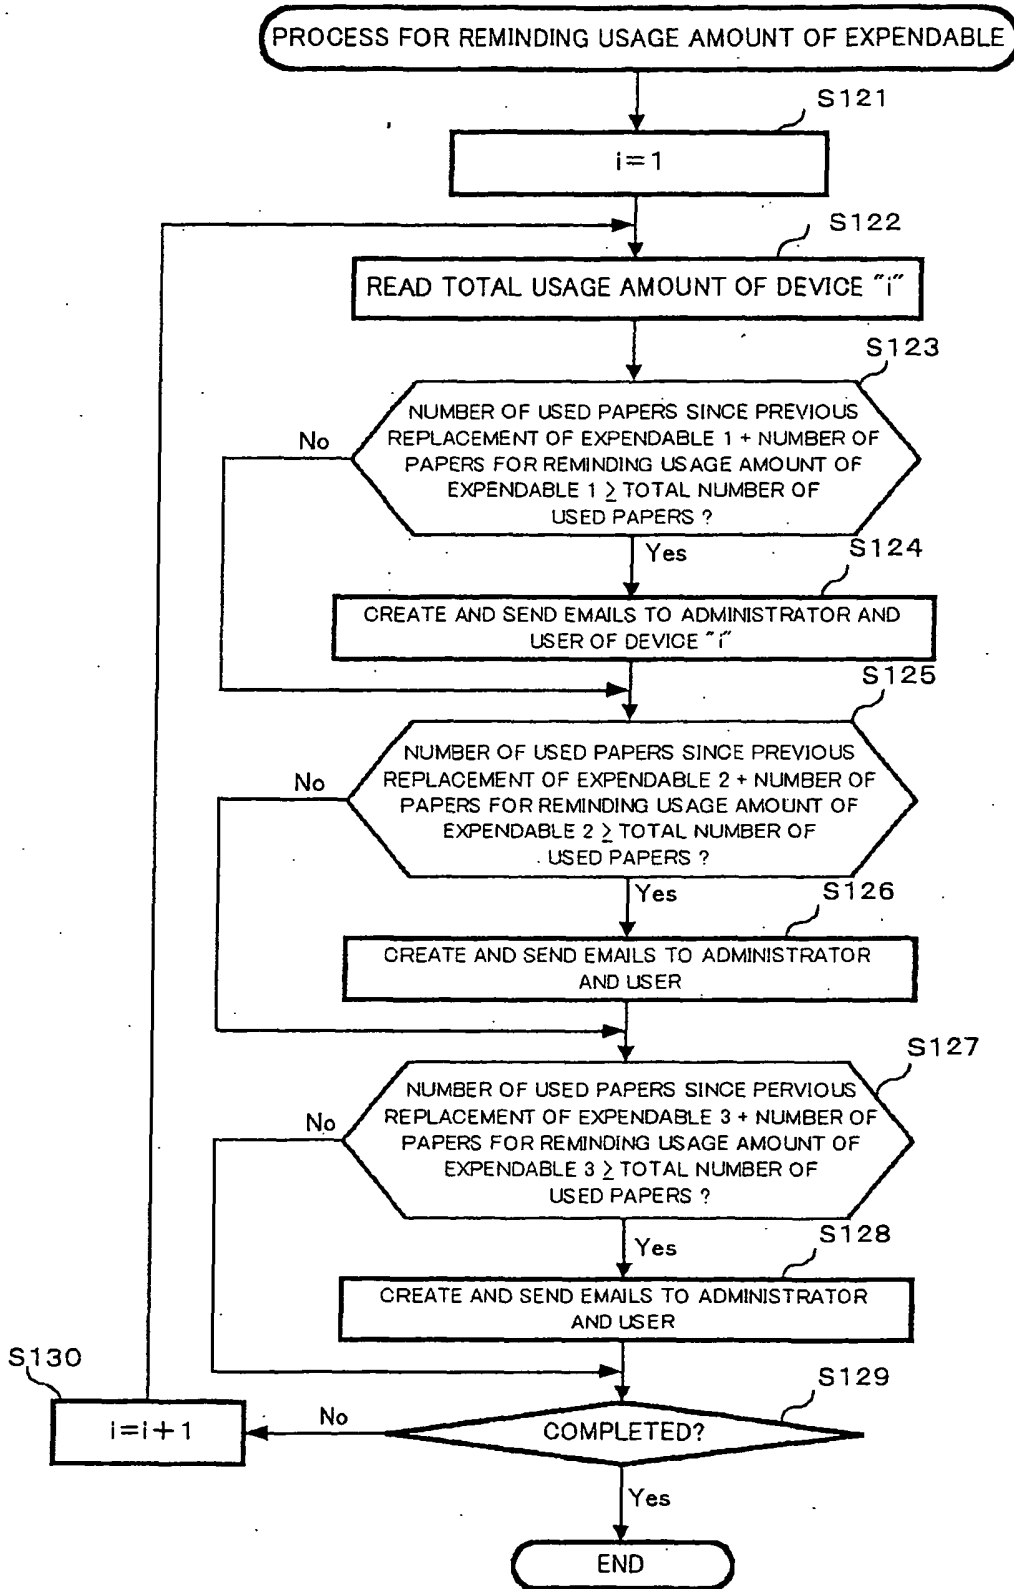 PROCESS FOR REMINDING USAGE AMOUNT OF EXPENDABLE
S121
i=1
S122
READ TOTAL USAGE AMOUNT OF DEVICE "i"
S123
NUMBER OF USED PAPERS SINCE PREVIOUS
REPLACEMENT OF EXPENDABLE 1 + NUMBER OF
PAPERS FOR REMINDING USAGE AMOUNT OF
EXPENDABLE 1 ≥ TOTAL NUMBER OF
USED PAPERS ?
No
Yes
S124
CREATE AND SEND EMAILS TO ADMINISTRATOR AND
USER OF DEVICE "i"
S125
NUMBER OF USED PAPERS SINCE PREVIOUS
REPLACEMENT OF EXPENDABLE 2 + NUMBER OF
PAPERS FOR REMINDING USAGE AMOUNT OF
EXPENDABLE 2 ≥ TOTAL NUMBER OF
USED PAPERS ?
No
Yes
S126
CREATE AND SEND EMAILS TO ADMINISTRATOR
AND USER
S127
NUMBER OF USED PAPERS SINCE PERVIOUS
REPLACEMENT OF EXPENDABLE 3 + NUMBER OF
PAPERS FOR REMINDING USAGE AMOUNT OF
EXPENDABLE 3 ≥ TOTAL NUMBER OF
USED PAPERS ?
No
Yes
S128
CREATE AND SEND EMAILS TO ADMINISTRATOR
AND USER
S129
COMPLETED?
No
S130
i=i+1
Yes
END